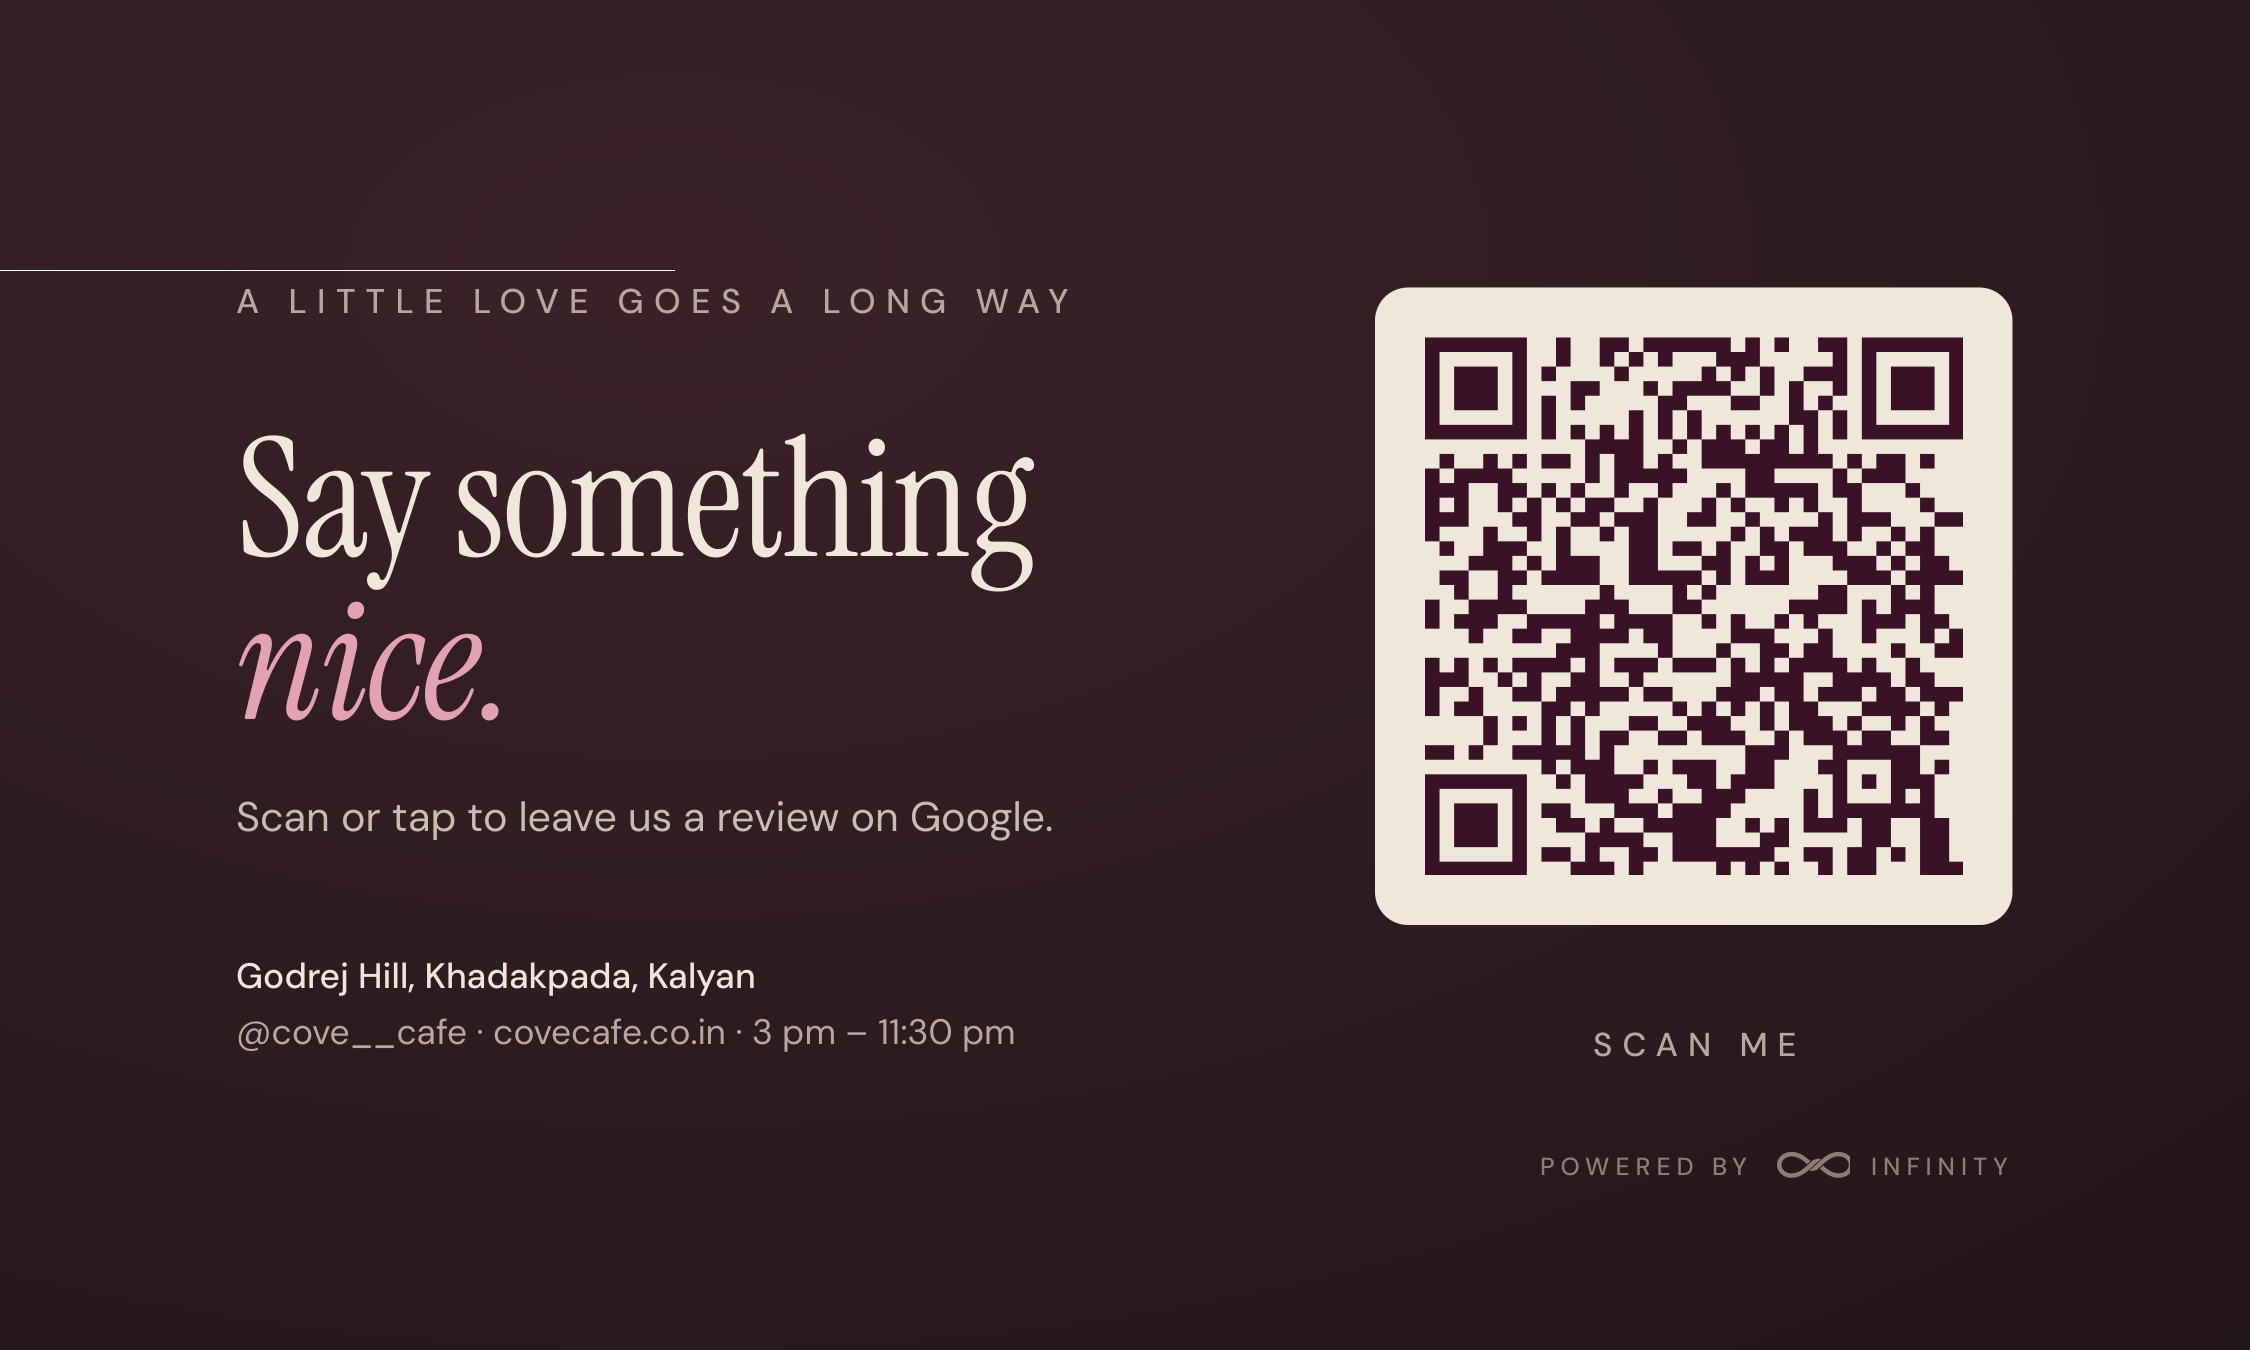 A LITTLE LOVE GOES A LONG WAY
Say something
nice.
Scan or tap to leave us a review on Google.
Godrej Hill, Khadakpada, Kalyan
@cove__cafe · covecafe.co.in · 3 pm – 11:30 pm
SCAN ME
POWERED BY INFINITY